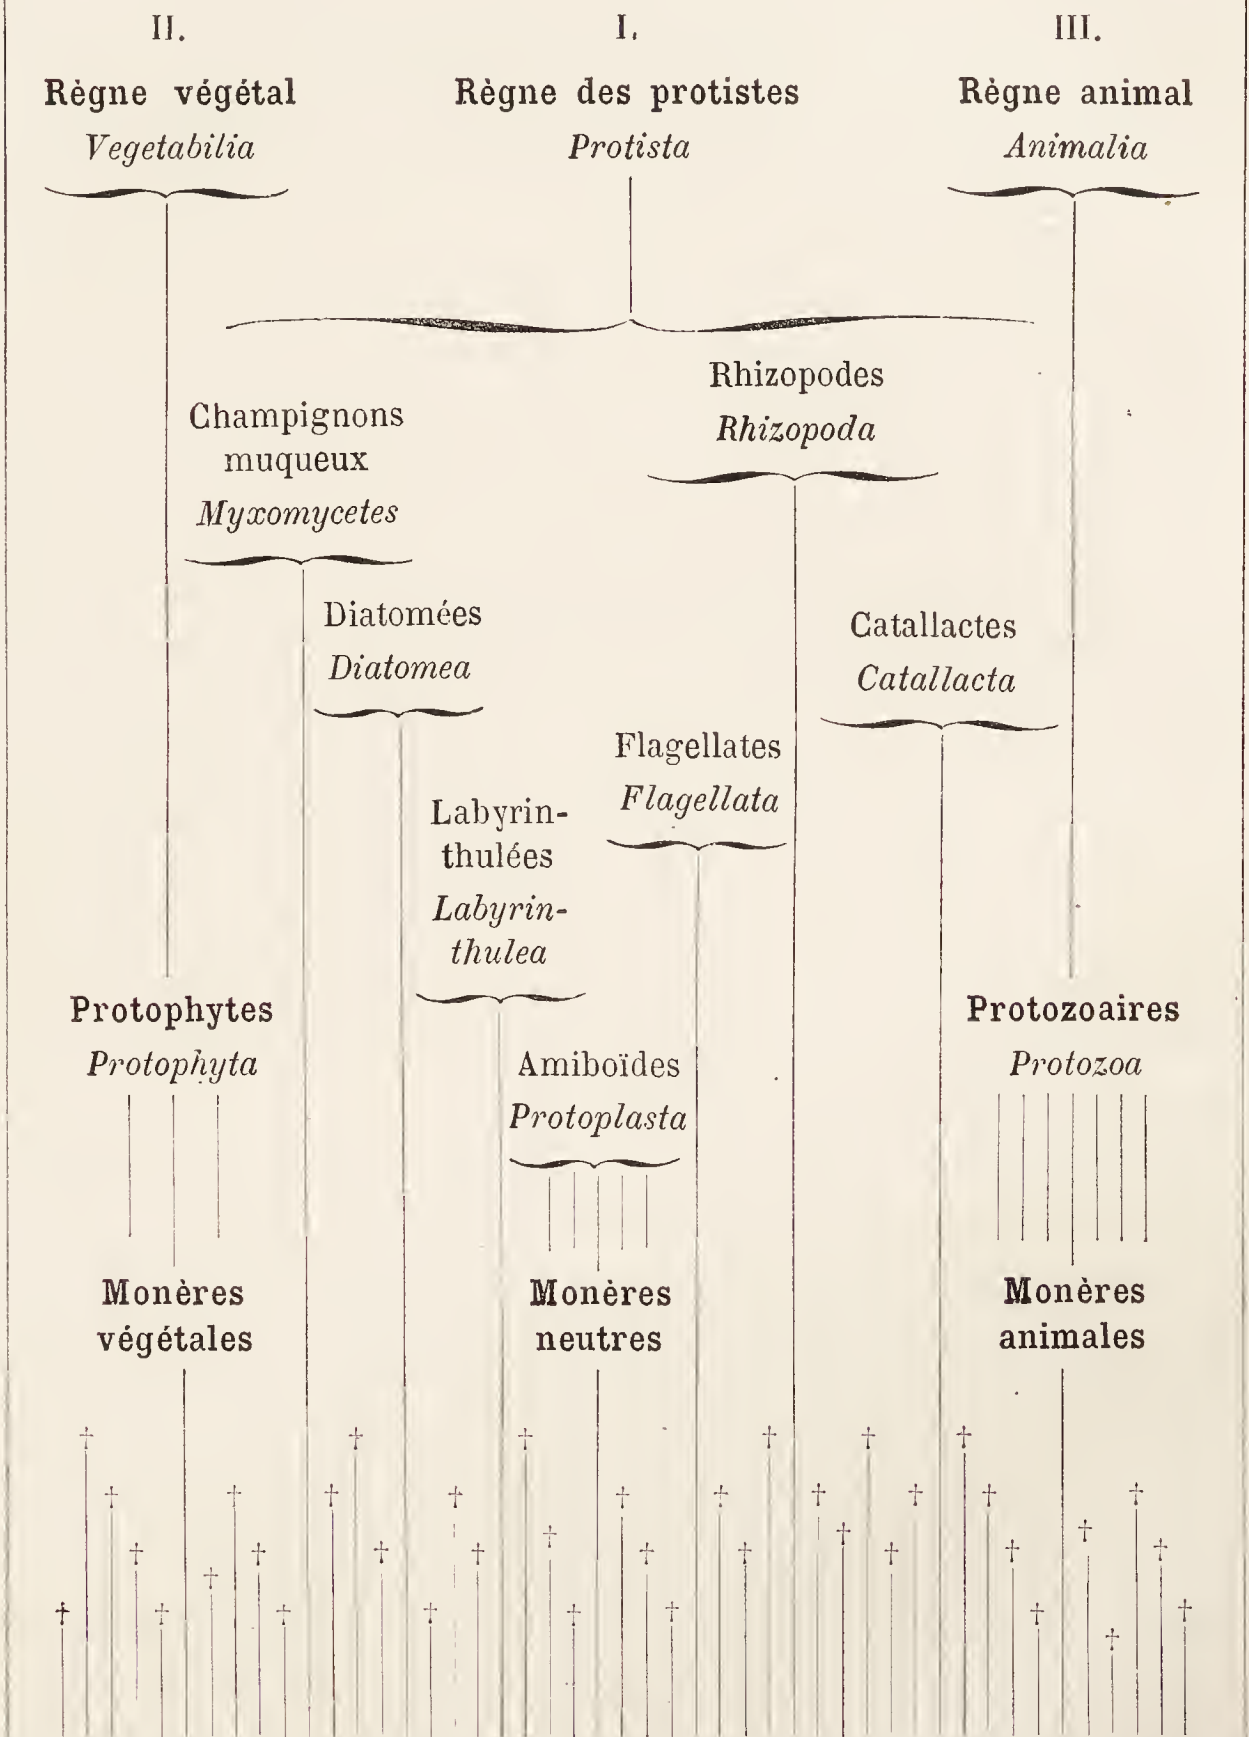 II.
Règne végétal
Vegetabilia
I.
Règne des protistes
Protista
III.
Règne animal
Animalia
Rhizopodes
Rhizopoda
Champignons
muqueux
Myxomycetes
Diatomées
Diatomea
Catallactes
Catallacta
Flagellates
Flagellata
Labyrin-
thulées
Labyrin-
thulea
Protophytes
Protophyta
Amiboïdes
Protoplasta
Protozoaires
Protozoa
Monères
végétales
Monères
neutres
Monères
animales